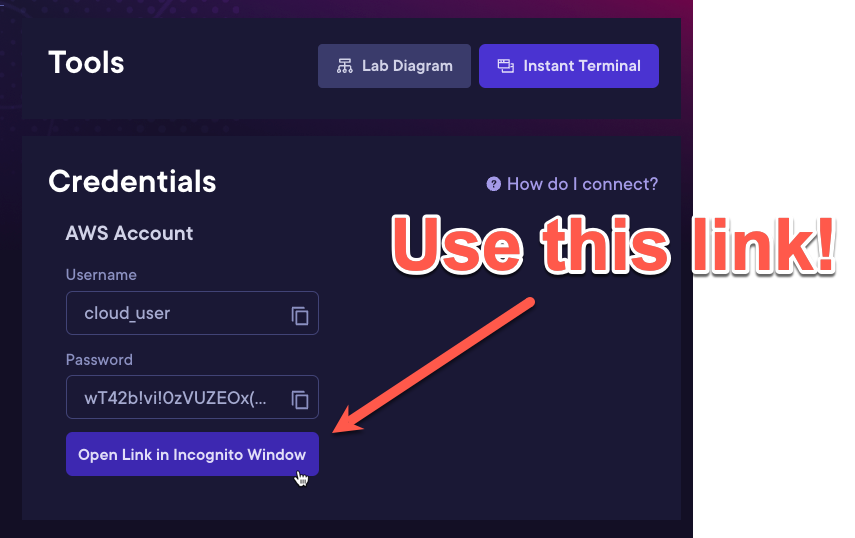 Tools
Lab Diagram
Instant Terminal
Credentials
? How do I connect?
AWS Account
Use this link!
Username
cloud_user
Password
wT42b!vi!0zVUZEOx(...
Open Link in Incognito Window